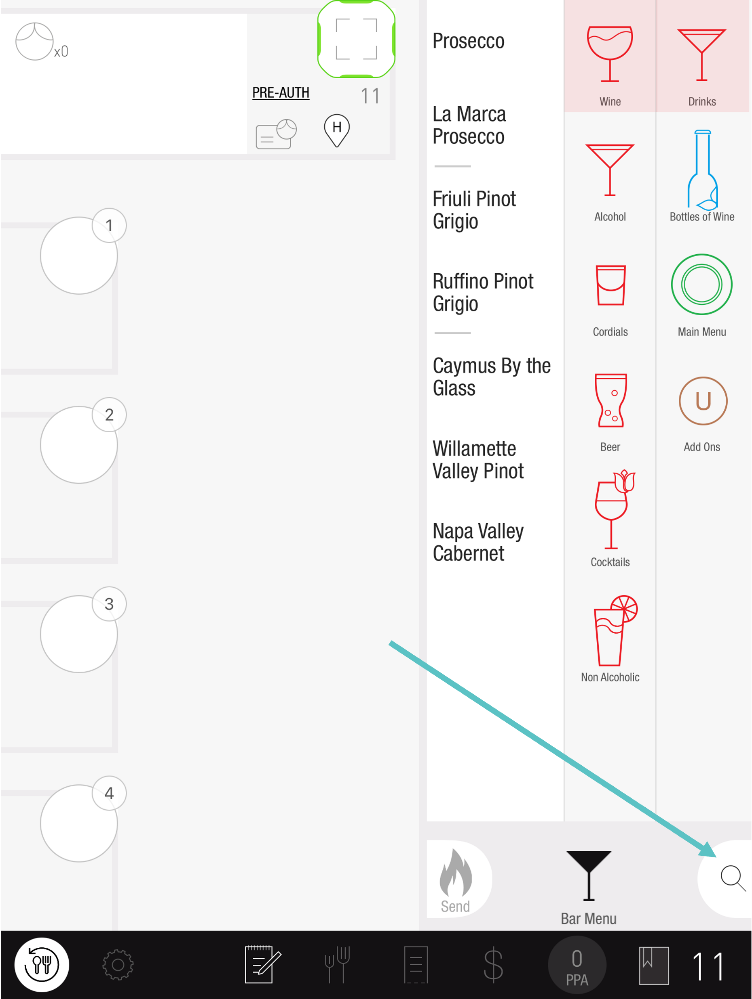 x0
PRE-AUTH
11
H
1
2
3
4
Prosecco
La Marca
Prosecco
Friuli Pinot
Grigio
Ruffino Pinot
Grigio
Caymus By the
Glass
Willamette
Valley Pinot
Napa Valley
Cabernet
Wine
Drinks
Alcohol
Bottles of Wine
Cordials
Main Menu
Beer
U
Add Ons
Cocktails
Non Alcoholic
Send
Bar Menu
$
0
PPA
11